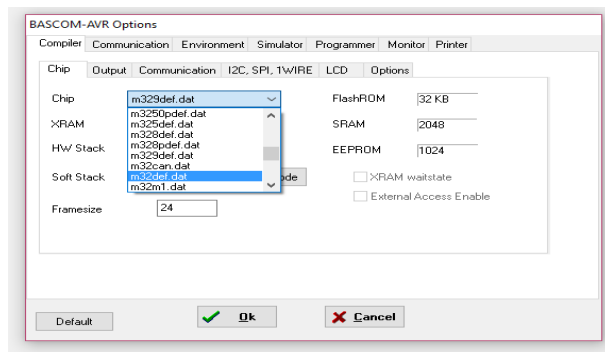 BASCOM-AVR Options
Compiler Communication Environment Simulator Programmer Monitor Printer
Chip Output Communication I2C, SPI, 1WIRE LCD Options
Chip m329def.dat FlashROM 32 KB
m3250pdef.dat
XRAM m325def.dat SRAM 2048
m328def.dat
m328pdef.dat
HW Stack m329def.dat EEPROM 1024
m32can.dat
Soft Stack m32def.dat ode XRAM waitstate
m32m1.dat
External Access Enable
Framesize 24
Default Ok Cancel